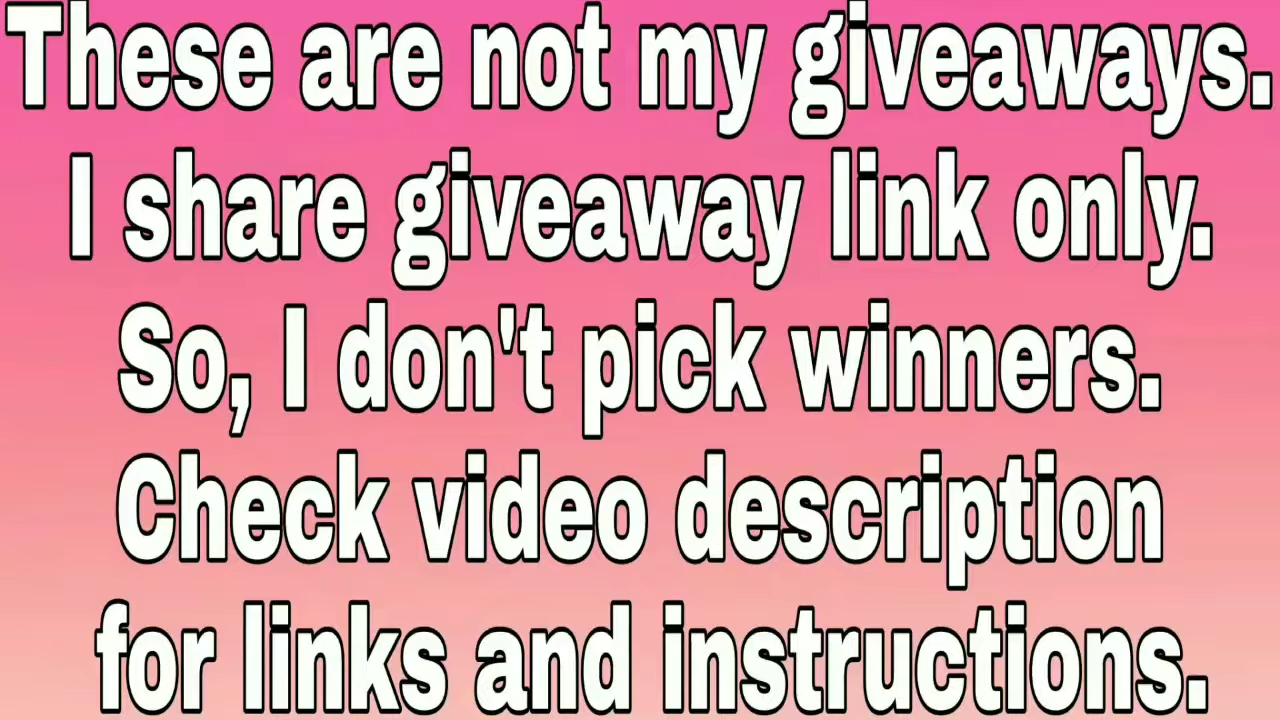 These are not my giveaways.
I share giveaway link only.
So, I don't pick winners.
Check video description
for links and instructions.